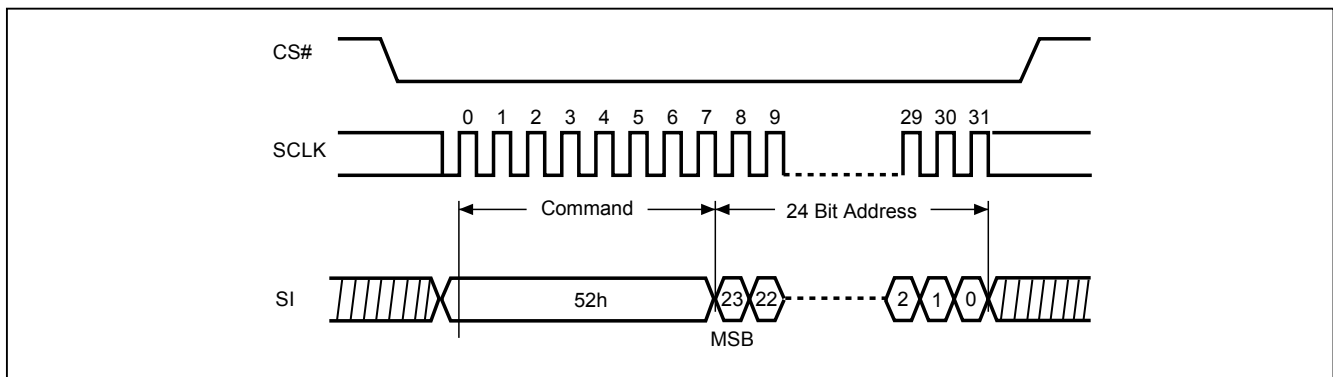 CS#
0 1 2 3 4 5 6 7 8 9 29 30 31
SCLK
Command 24 Bit Address
SI 52h 23 22 2 1 0
MSB